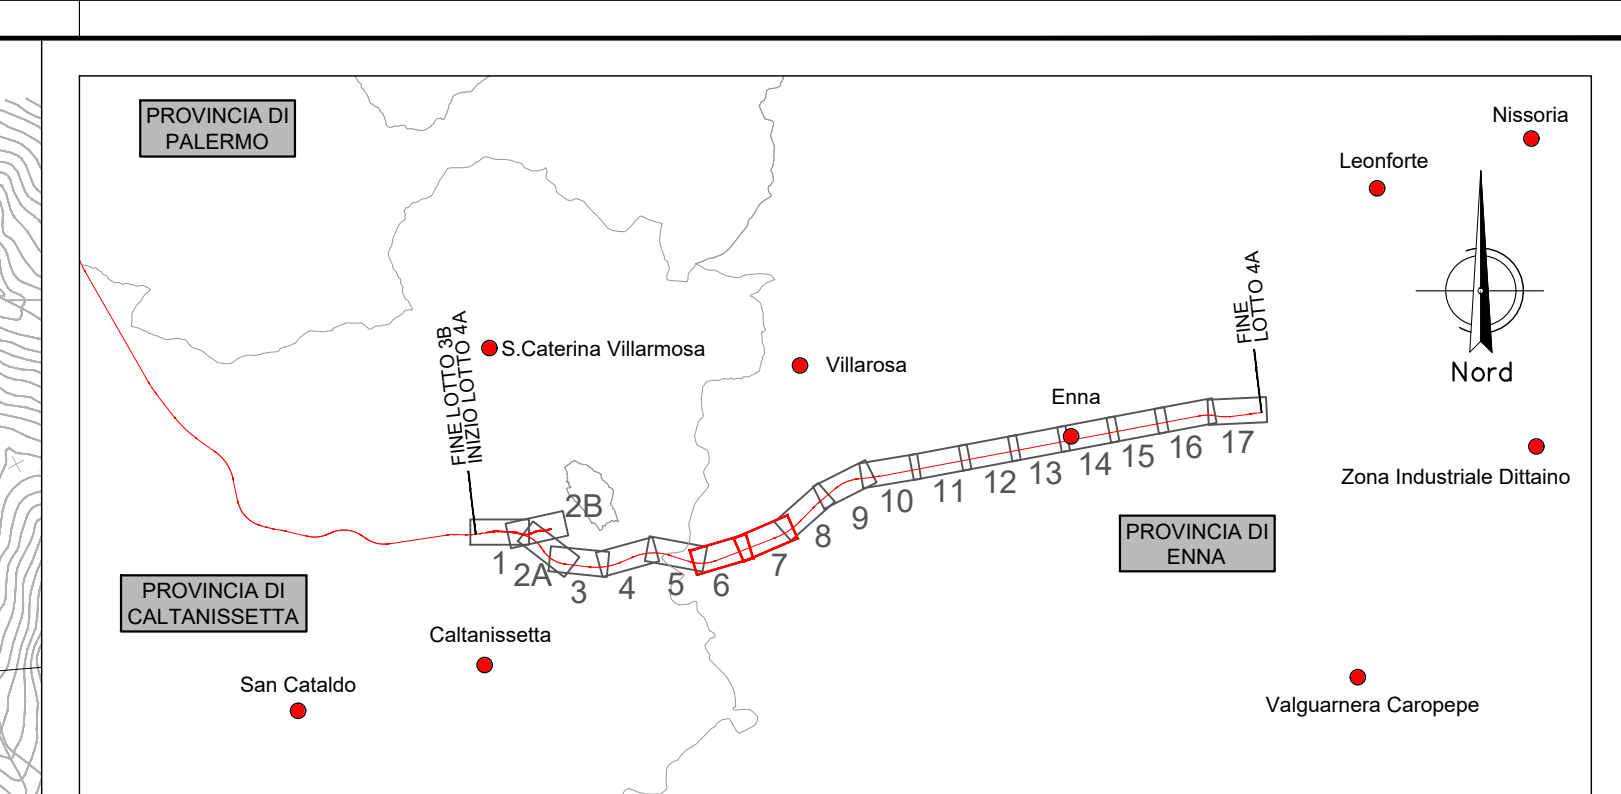 PROVINCIA DI
PALERMO
Nissoria
Leonforte
Nord
FINE LOTTO 3B
INIZIO LOTTO 4A
S.Caterina Villarmosa
Villarosa
Enna
FINE
LOTTO 4A
Zona Industriale Dittaino
1
2A
2B
3
4
5
6
7
8
9
10
11
12
13
14
15
16
17
PROVINCIA DI
ENNA
PROVINCIA DI
CALTANISSETTA
Caltanissetta
San Cataldo
Valguarnera Caropepe